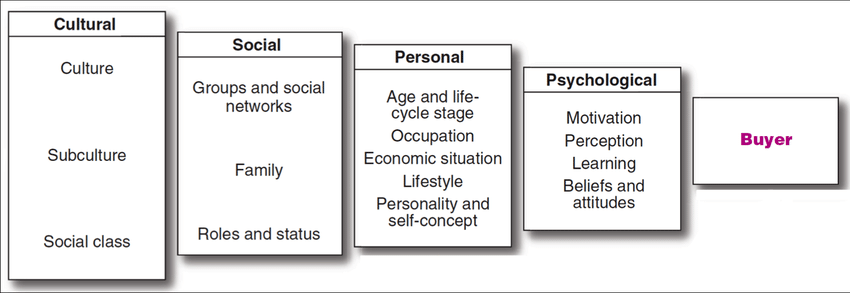 Cultural
Culture
Subculture
Social class
Social
Groups and social
networks
Family
Roles and status
Personal
Age and life-
cycle stage
Occupation
Economic situation
Lifestyle
Personality and
self-concept
Psychological
Motivation
Perception
Learning
Beliefs and
attitudes
Buyer